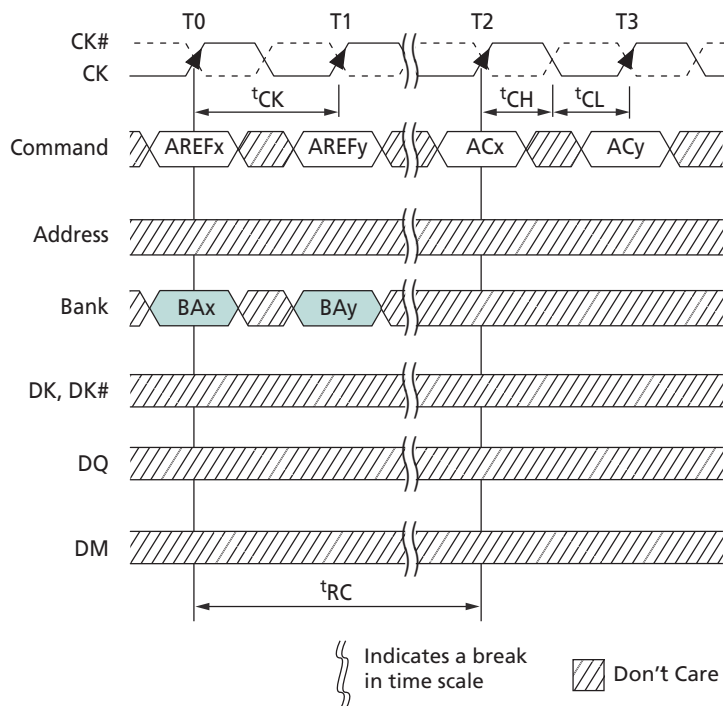 T0 T1 T2 T3
CK#
CK
tCK tCH tCL
Command AREFx AREFy ACx ACy
Address
Bank BAx BAy
DK, DK#
DQ
DM
tRC
Indicates a break
in time scale
Don't Care